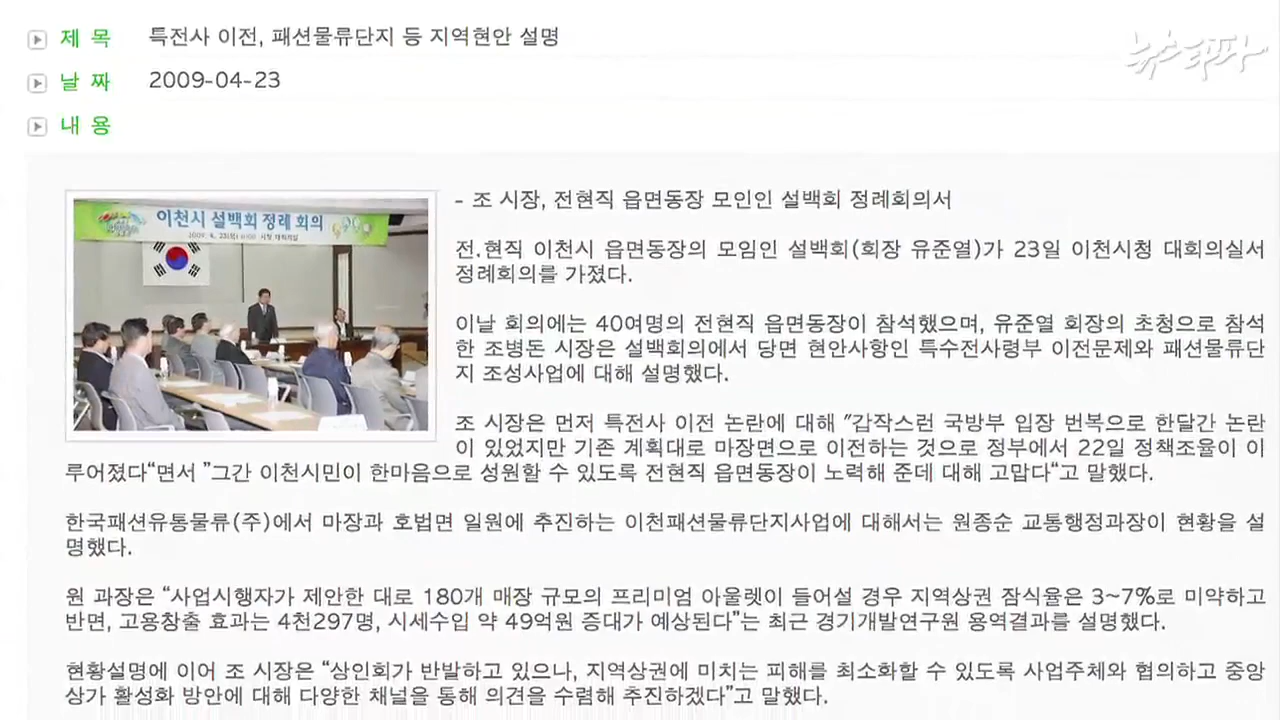 제 목 특전사 이전, 패션물류단지 등 지역현안 설명
뉴스타파
날 짜 2009-04-23
내 용
이천시 설백회 정례 회의
- 조 시장, 전현직 읍면동장 모인인 설백회 정례회의서
전.현직 이천시 읍면동장의 모임인 설백회(회장 유준열)가 23일 이천시청 대회의실서
정례회의를 가졌다.
이날 회의에는 40여명의 전현직 읍면동장이 참석했으며, 유준열 회장의 초청으로 참석
한 조병돈 시장은 설백회의에서 당면 현안사항인 특수전사령부 이전문제와 패션물류단
지 조성사업에 대해 설명했다.
조 시장은 먼저 특전사 이전 논란에 대해 ″갑작스런 국방부 입장 번복으로 한달간 논란
이 있었지만 기존 계획대로 마장면으로 이전하는 것으로 정부에서 22일 정책조율이 이
루어졌다“면서 ”그간 이천시민이 한마음으로 성원할 수 있도록 전현직 읍면동장이 노력해 준데 대해 고맙다“고 말했다.
한국패션유통물류(주)에서 마장과 호법면 일원에 추진하는 이천패션물류단지사업에 대해서는 원종순 교통행정과장이 현황을 설
명했다.
원 과장은 “사업시행자가 제안한 대로 180개 매장 규모의 프리미엄 아울렛이 들어설 경우 지역상권 잠식율은 3~7%로 미약하고
반면, 고용창출 효과는 4천297명, 시세수입 약 49억원 증대가 예상된다”는 최근 경기개발연구원 용역결과를 설명했다.
현황설명에 이어 조 시장은 “상인회가 반발하고 있으나, 지역상권에 미치는 피해를 최소화할 수 있도록 사업주체와 협의하고 중앙
상가 활성화 방안에 대해 다양한 채널을 통해 의견을 수렴해 추진하겠다”고 말했다.